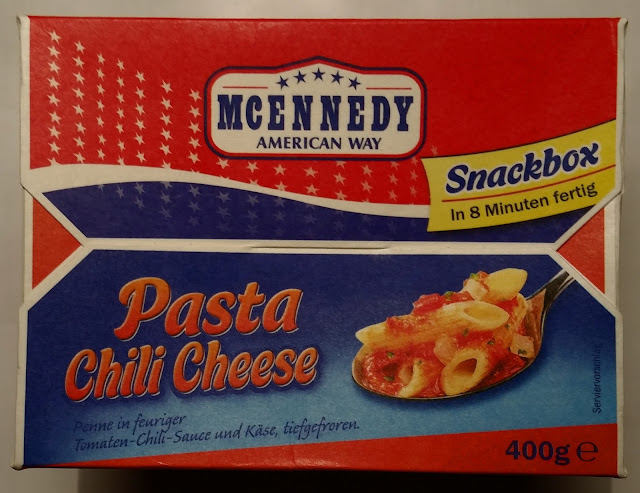 MCENNEDY
AMERICAN WAY
Snackbox
In 8 Minuten fertig
Pasta
Chili Cheese
Penne in feuriger
Tomaten-Chili-Sauce und Käse, tiefgefroren.
Serviervorschlag
400g ℮